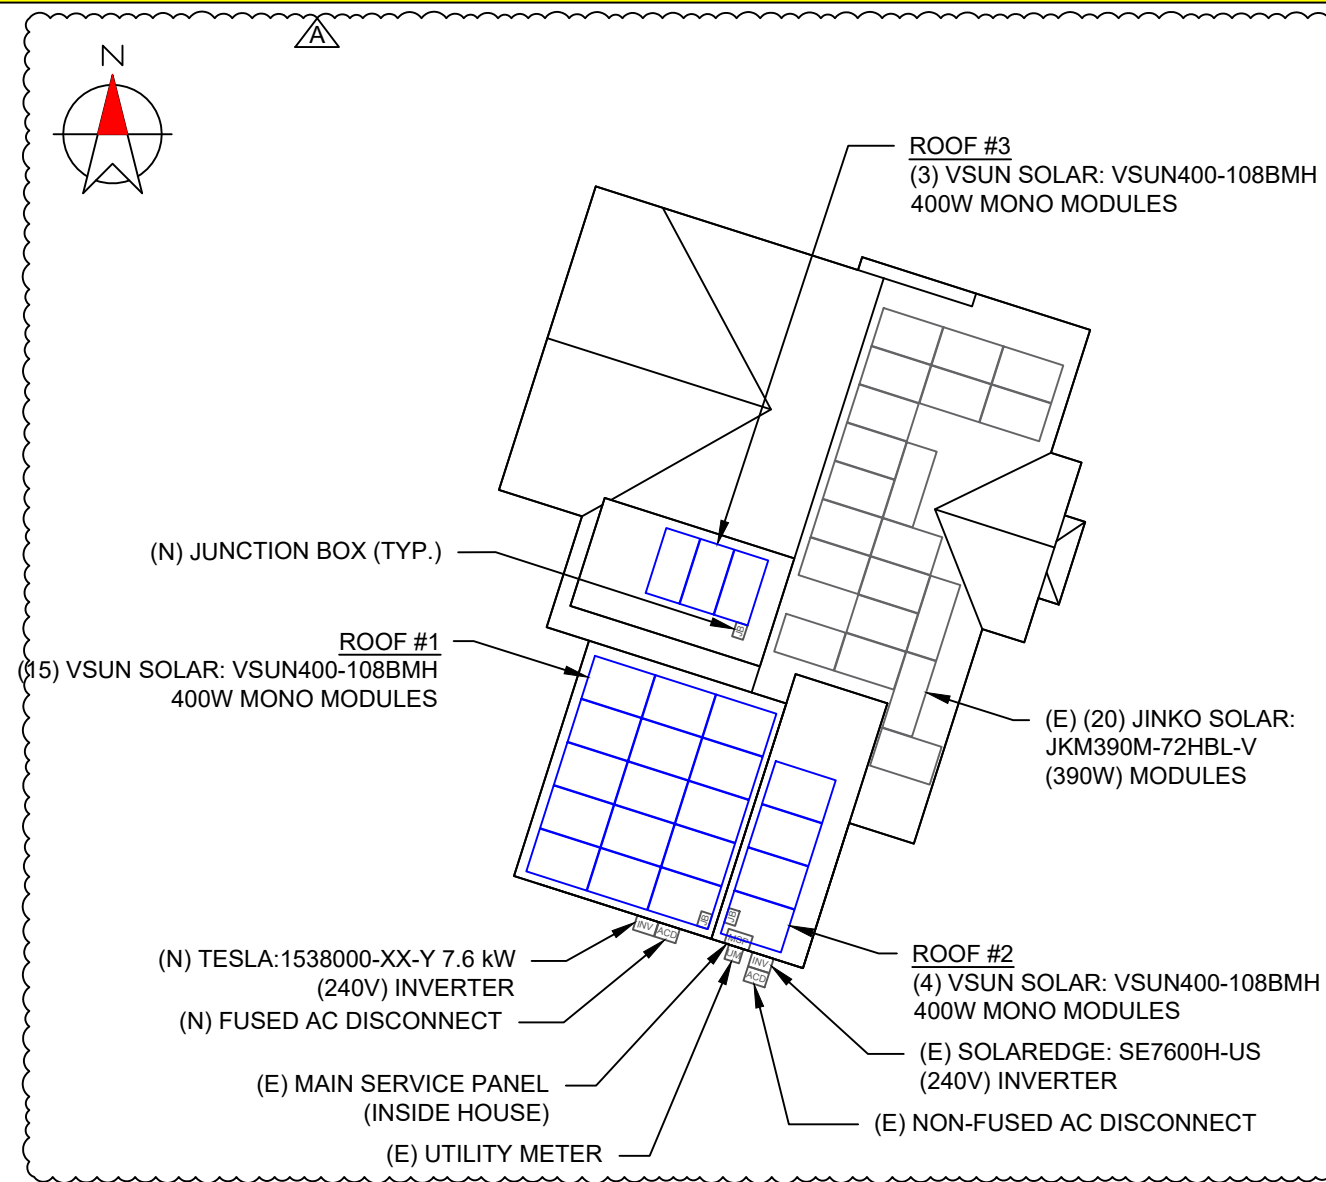 A
N
ROOF #3
(3) VSUN SOLAR: VSUN400-108BMH
400W MONO MODULES
(N) JUNCTION BOX (TYP.)
JB
ROOF #1
(15) VSUN SOLAR: VSUN400-108BMH
400W MONO MODULES
(E) (20) JINKO SOLAR:
JKM390M-72HBL-V
(390W) MODULES
JB
JB
INV
ACD
MSP
UM
INV
ACD
(N) TESLA:1538000-XX-Y 7.6 kW
(240V) INVERTER
(N) FUSED AC DISCONNECT
ROOF #2
(4) VSUN SOLAR: VSUN400-108BMH
400W MONO MODULES
(E) SOLAREDGE: SE7600H-US
(240V) INVERTER
(E) MAIN SERVICE PANEL
(INSIDE HOUSE)
(E) NON-FUSED AC DISCONNECT
(E) UTILITY METER